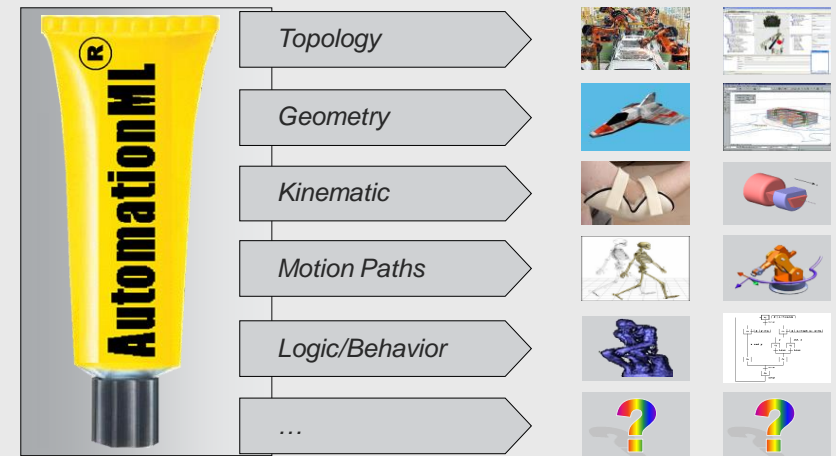 AutomationML®
Topology
Geometry
Kinematic
Motion Paths
Logic/Behavior
…
? ?